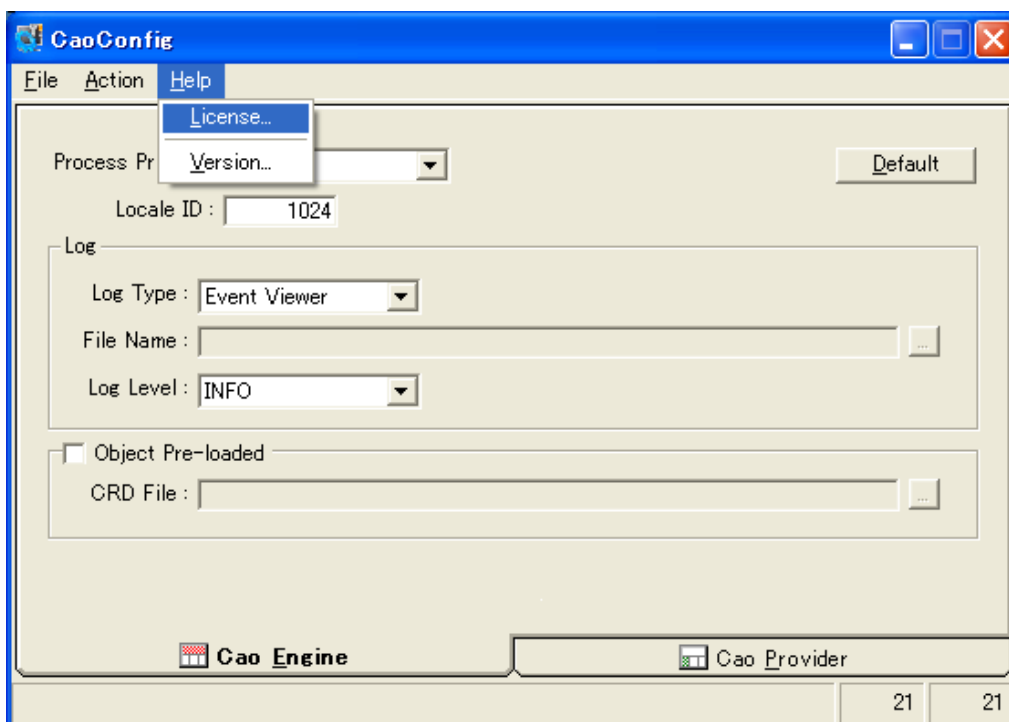 CaoConfig
File Action Help
License...
Version...
Process Pr
Default
Locale ID : 1024
Log
Log Type : Event Viewer
File Name : ...
Log Level : INFO
Object Pre-loaded
CRD File : ...
Cao Engine
Cao Provider
21 21